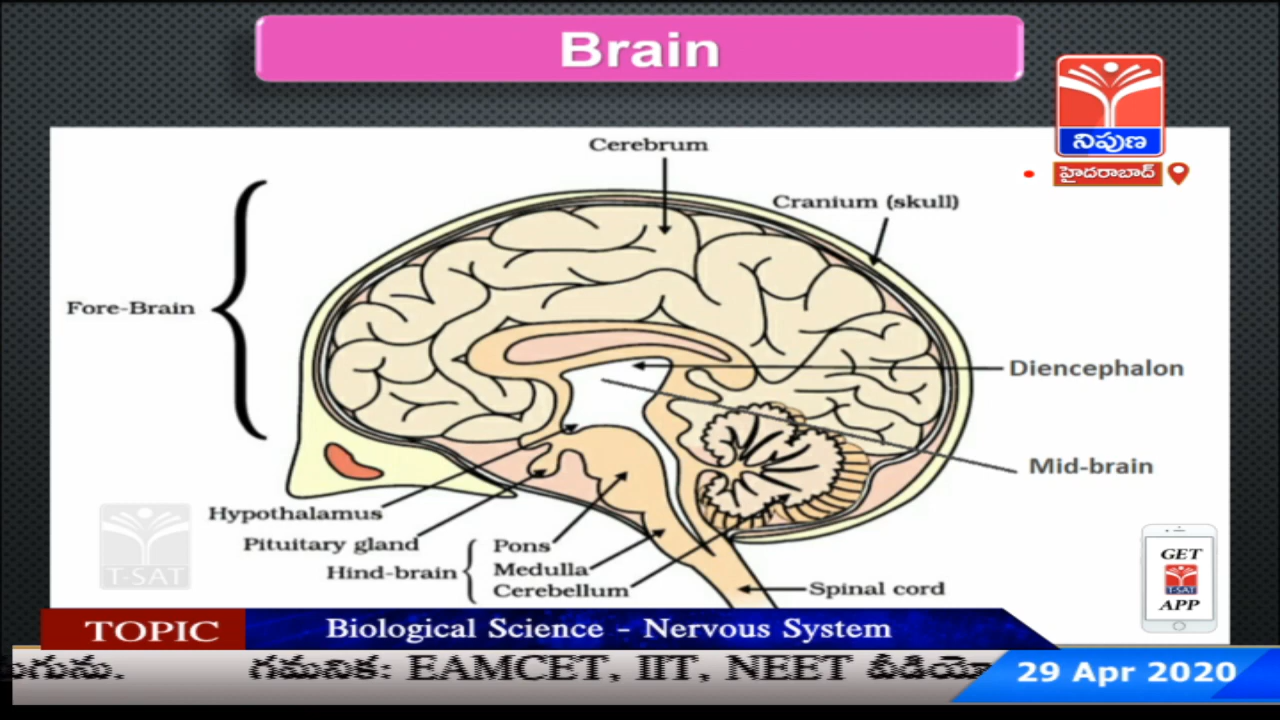 Brain
నిపుణ
హైదరాబాద్
Cerebrum
Cranium (skull)
Fore-Brain
Diencephalon
Mid-brain
Hypothalamus
Pituitary gland
Hind-brain
Pons
Medulla
Cerebellum
Spinal cord
T-SAT
GET
T-SAT
APP
TOPIC
Biological Science - Nervous System
గమనిక: EAMCET, IIT, NEET
29 Apr 2020